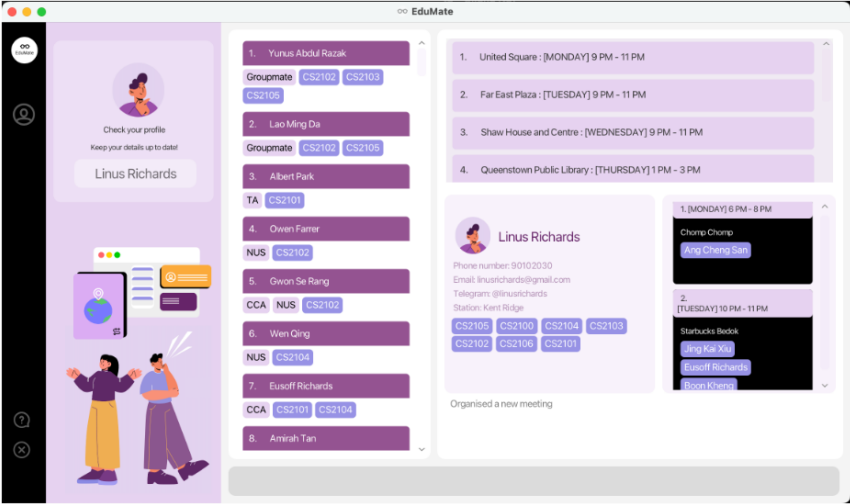 EduMate
EduMate
Check your profile
Keep your details up to date!
Linus Richards
1. Yunus Abdul Razak
Groupmate CS2102 CS2103
CS2105
2. Lao Ming Da
Groupmate CS2102 CS2105
3. Albert Park
TA CS2101
4. Owen Farrer
NUS CS2102
5. Gwon Se Rang
CCA NUS CS2102
6. Wen Qing
NUS CS2104
7. Eusoff Richards
CCA CS2101 CS2104
8. Amirah Tan
1. United Square : [MONDAY] 9 PM - 11 PM
2. Far East Plaza : [TUESDAY] 9 PM - 11 PM
3. Shaw House and Centre : [WEDNESDAY] 9 PM - 11 PM
4. Queenstown Public Library : [THURSDAY] 1 PM - 3 PM
Linus Richards
Phone number: 90102030
Email: linusrichards@gmail.com
Telegram: @linusrichards
Station: Kent Ridge
CS2105 CS2100 CS2104 CS2103
CS2102 CS2106 CS2101
1. [MONDAY] 6 PM - 8 PM
Chomp Chomp
Ang Cheng San
2.
[TUESDAY] 10 PM - 11 PM
Starbucks Bedok
Jing Kai Xiu
Eusoff Richards
Boon Kheng
Organised a new meeting